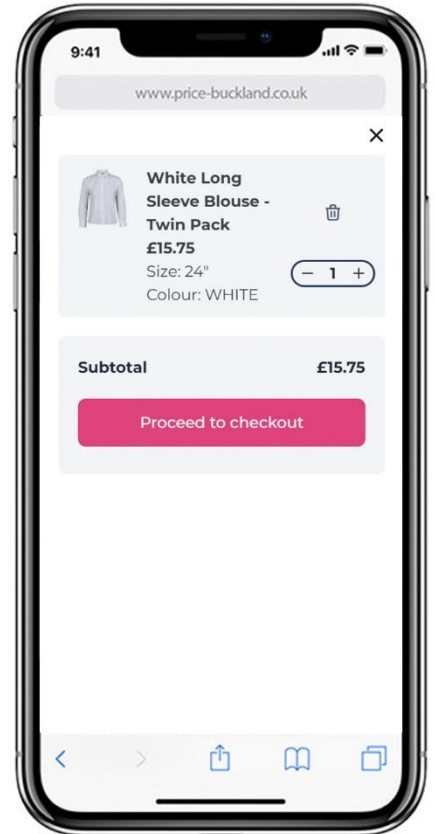 9:41
www.price-buckland.co.uk
White Long
Sleeve Blouse -
Twin Pack
£15.75
Size: 24"
Colour: WHITE
1
Subtotal £15.75
Proceed to checkout